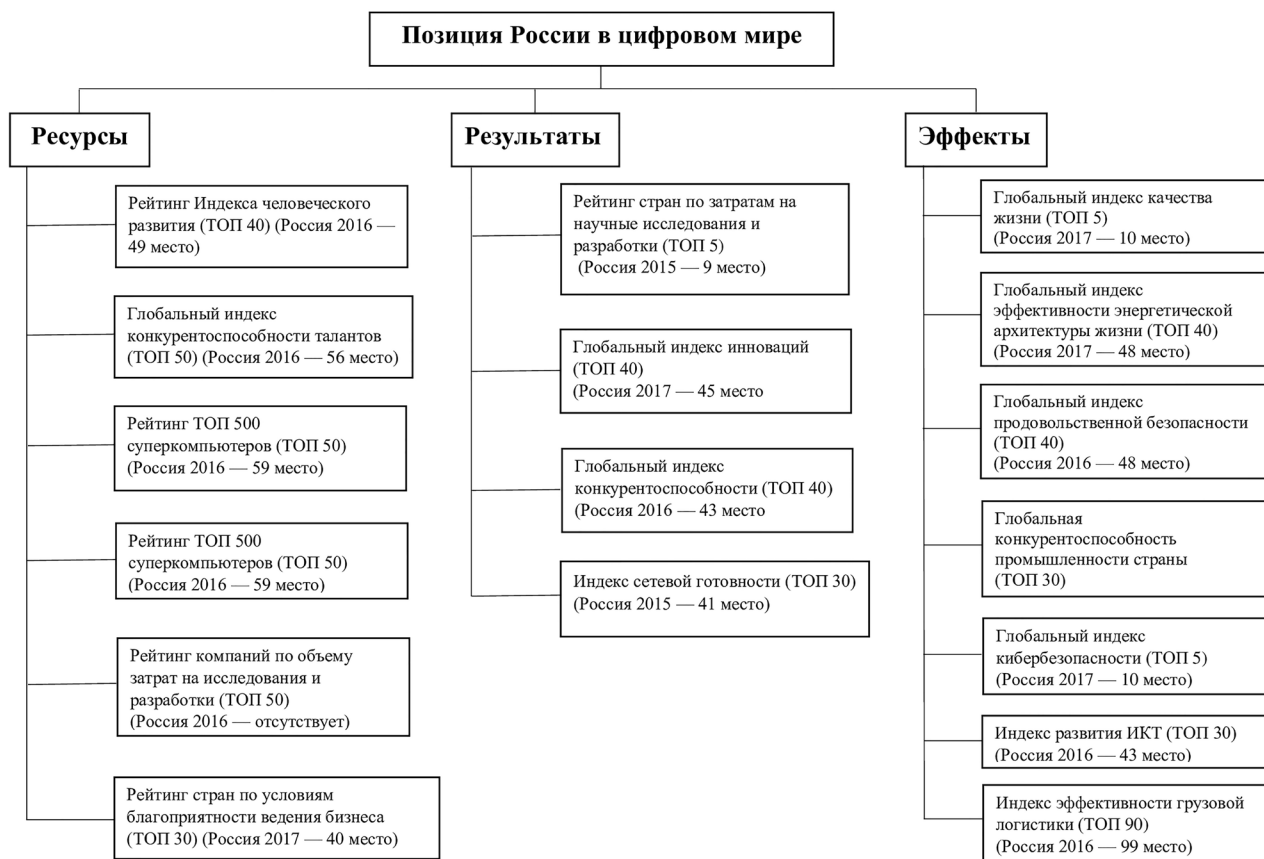 Позиция России в цифровом мире
Ресурсы
Рейтинг Индекса человеческого
развития (ТОП 40) (Россия 2016 —
49 место)
Глобальный индекс
конкурентоспособности талантов
(ТОП 50) (Россия 2016 — 56 место)
Рейтинг ТОП 500
суперкомпьютеров (ТОП 50)
(Россия 2016 — 59 место)
Рейтинг ТОП 500
суперкомпьютеров (ТОП 50)
(Россия 2016 — 59 место)
Рейтинг компаний по объему
затрат на исследования и
разработки (ТОП 50)
(Россия 2016 — отсутствует)
Рейтинг стран по условиям
благоприятности ведения бизнеса
(ТОП 30) (Россия 2017 — 40 место)
Результаты
Рейтинг стран по затратам на
научные исследования и
разработки (ТОП 5)
(Россия 2015 — 9 место)
Глобальный индекс инноваций
(ТОП 40)
(Россия 2017 — 45 место
Глобальный индекс
конкурентоспособности (ТОП 40)
(Россия 2016 — 43 место
Индекс сетевой готовности (ТОП 30)
(Россия 2015 — 41 место)
Эффекты
Глобальный индекс качества
жизни (ТОП 5)
(Россия 2017 — 10 место)
Глобальный индекс
эффективности энергетической
архитектуры жизни (ТОП 40)
(Россия 2017 — 48 место)
Глобальный индекс
продовольственной безопасности
(ТОП 40)
(Россия 2016 — 48 место)
Глобальная
конкурентоспособность
промышленности страны
(ТОП 30)
Глобальный индекс
кибербезопасности (ТОП 5)
(Россия 2017 — 10 место)
Индекс развития ИКТ (ТОП 30)
(Россия 2016 — 43 место)
Индекс эффективности грузовой
логистики (ТОП 90)
(Россия 2016 — 99 место)